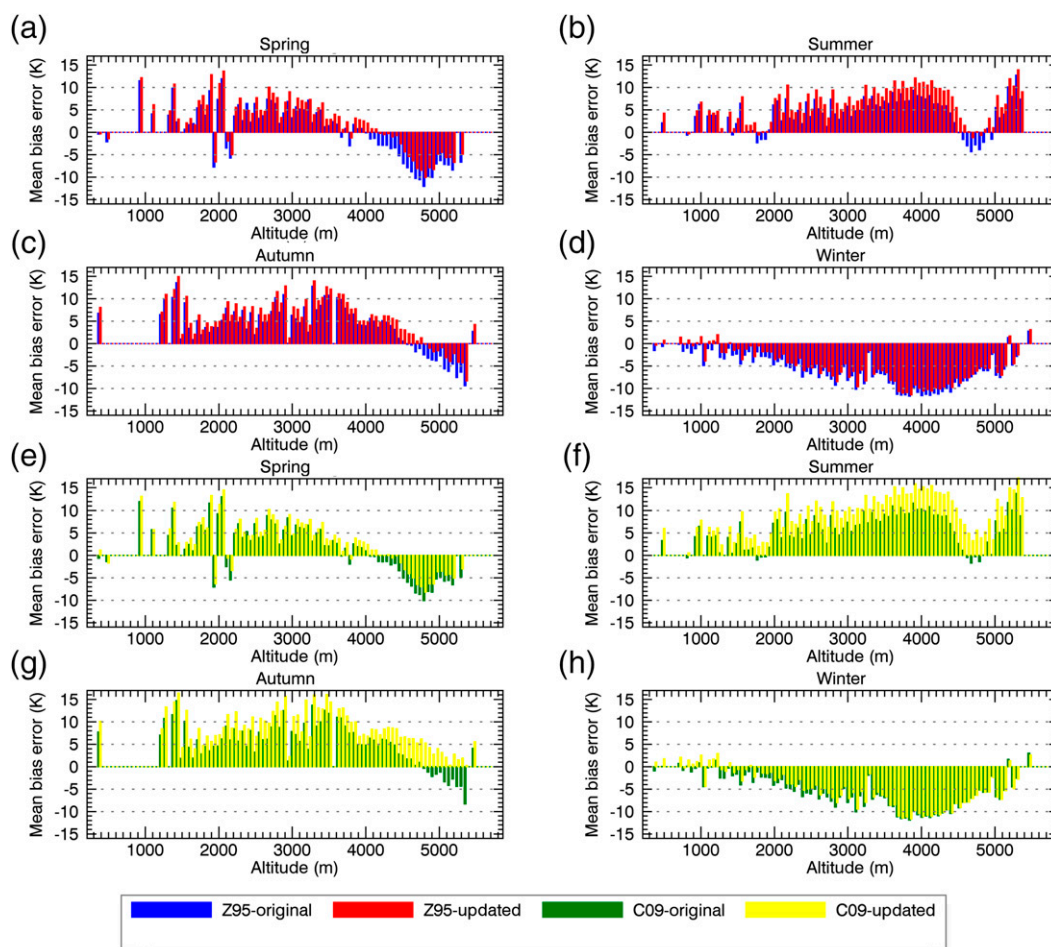 (a)
Spring
Mean bias error (K)
15
10
5
0
-5
-10
-15
1000 2000 3000 4000 5000
Altitude (m)
(b)
Summer
Mean bias error (K)
15
10
5
0
-5
-10
-15
1000 2000 3000 4000 5000
Altitude (m)
(c)
Autumn
Mean bias error (K)
15
10
5
0
-5
-10
-15
1000 2000 3000 4000 5000
Altitude (m)
(d)
Winter
Mean bias error (K)
15
10
5
0
-5
-10
-15
1000 2000 3000 4000 5000
Altitude (m)
(e)
Spring
Mean bias error (K)
15
10
5
0
-5
-10
-15
1000 2000 3000 4000 5000
Altitude (m)
(f)
Summer
Mean bias error (K)
15
10
5
0
-5
-10
-15
1000 2000 3000 4000 5000
Altitude (m)
(g)
Autumn
Mean bias error (K)
15
10
5
0
-5
-10
-15
1000 2000 3000 4000 5000
Altitude (m)
(h)
Winter
Mean bias error (K)
15
10
5
0
-5
-10
-15
1000 2000 3000 4000 5000
Altitude (m)
Z95-original Z95-updated C09-original C09-updated